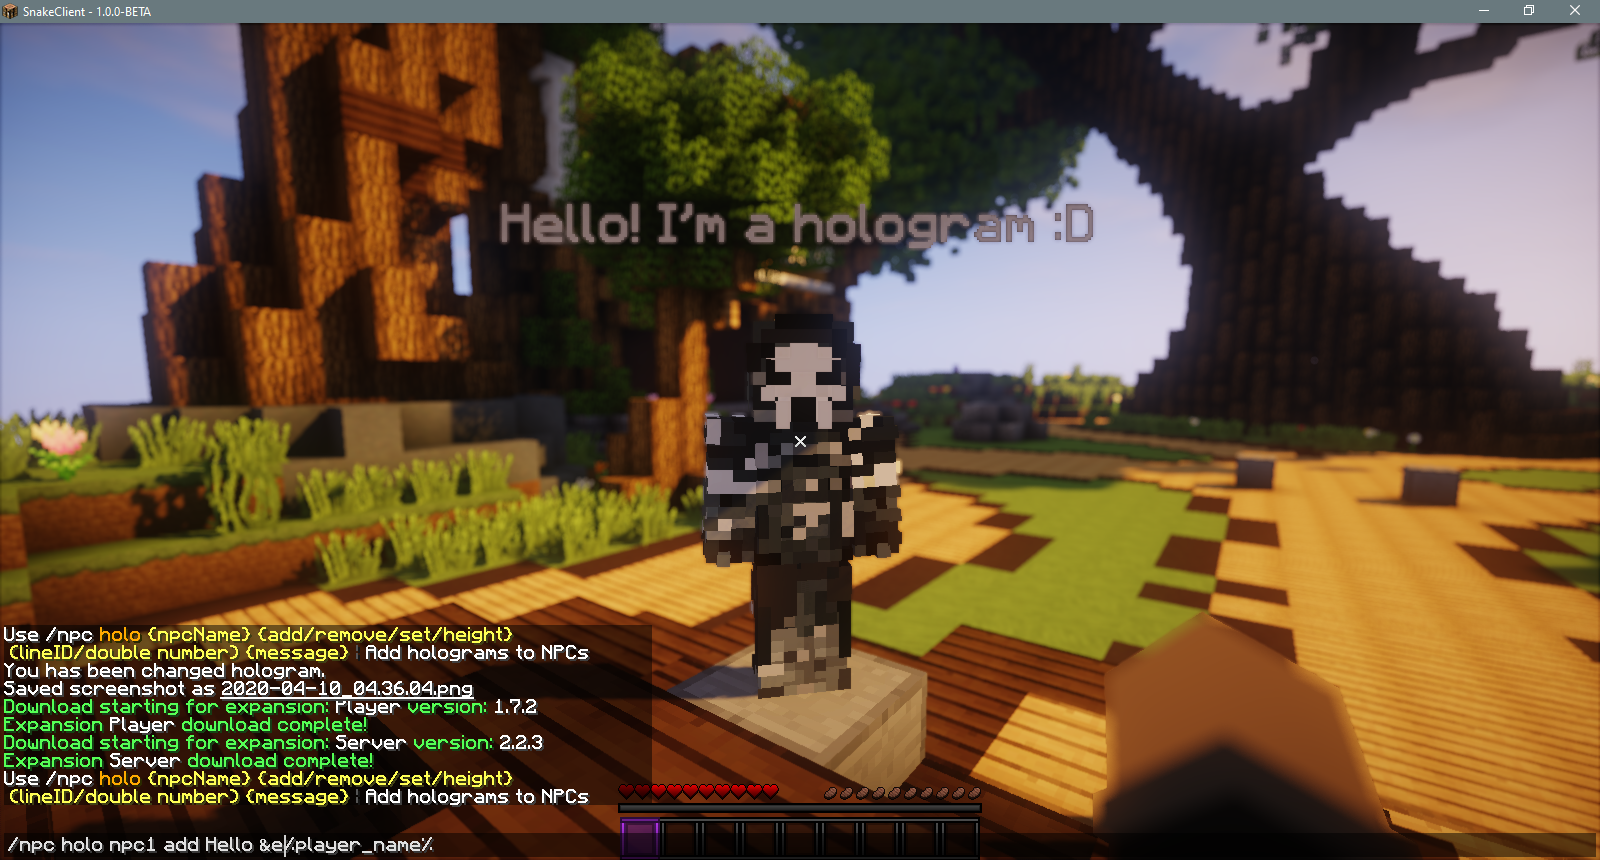 SnakeClient - 1.0.0-BETA
Hello! I'm a hologram :D
Use /npc holo {npcName} {add/remove/set/height}
(lineID/double number) {message} ¦ Add holograms to NPCs
You has been changed hologram.
Saved screenshot as 2020-04-10_04.36.04.png
Download starting for expansion: Player version: 1.7.2
Expansion Player download complete!
Download starting for expansion: Server version: 2.2.3
Expansion Server download complete!
Use /npc holo {npcName} {add/remove/set/height}
(lineID/double number) {message} ¦ Add holograms to NPCs
/npc holo npc1 add Hello &e%player_name%